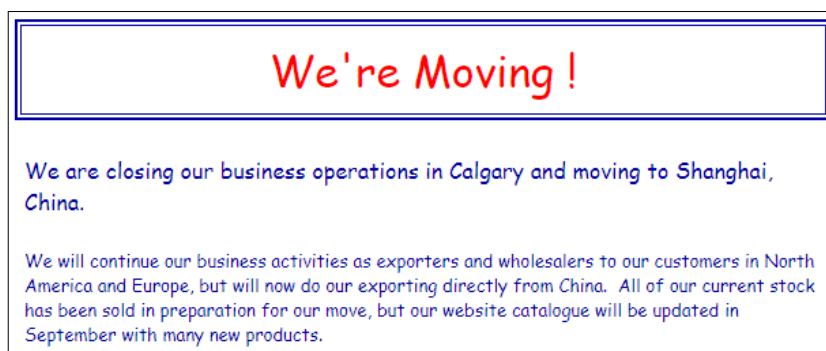 We're Moving !
We are closing our business operations in Calgary and moving to Shanghai,
China.
We will continue our business activities as exporters and wholesalers to our customers in North
America and Europe, but will now do our exporting directly from China.  All of our current stock
has been sold in preparation for our move, but our website catalogue will be updated in
September with many new products.